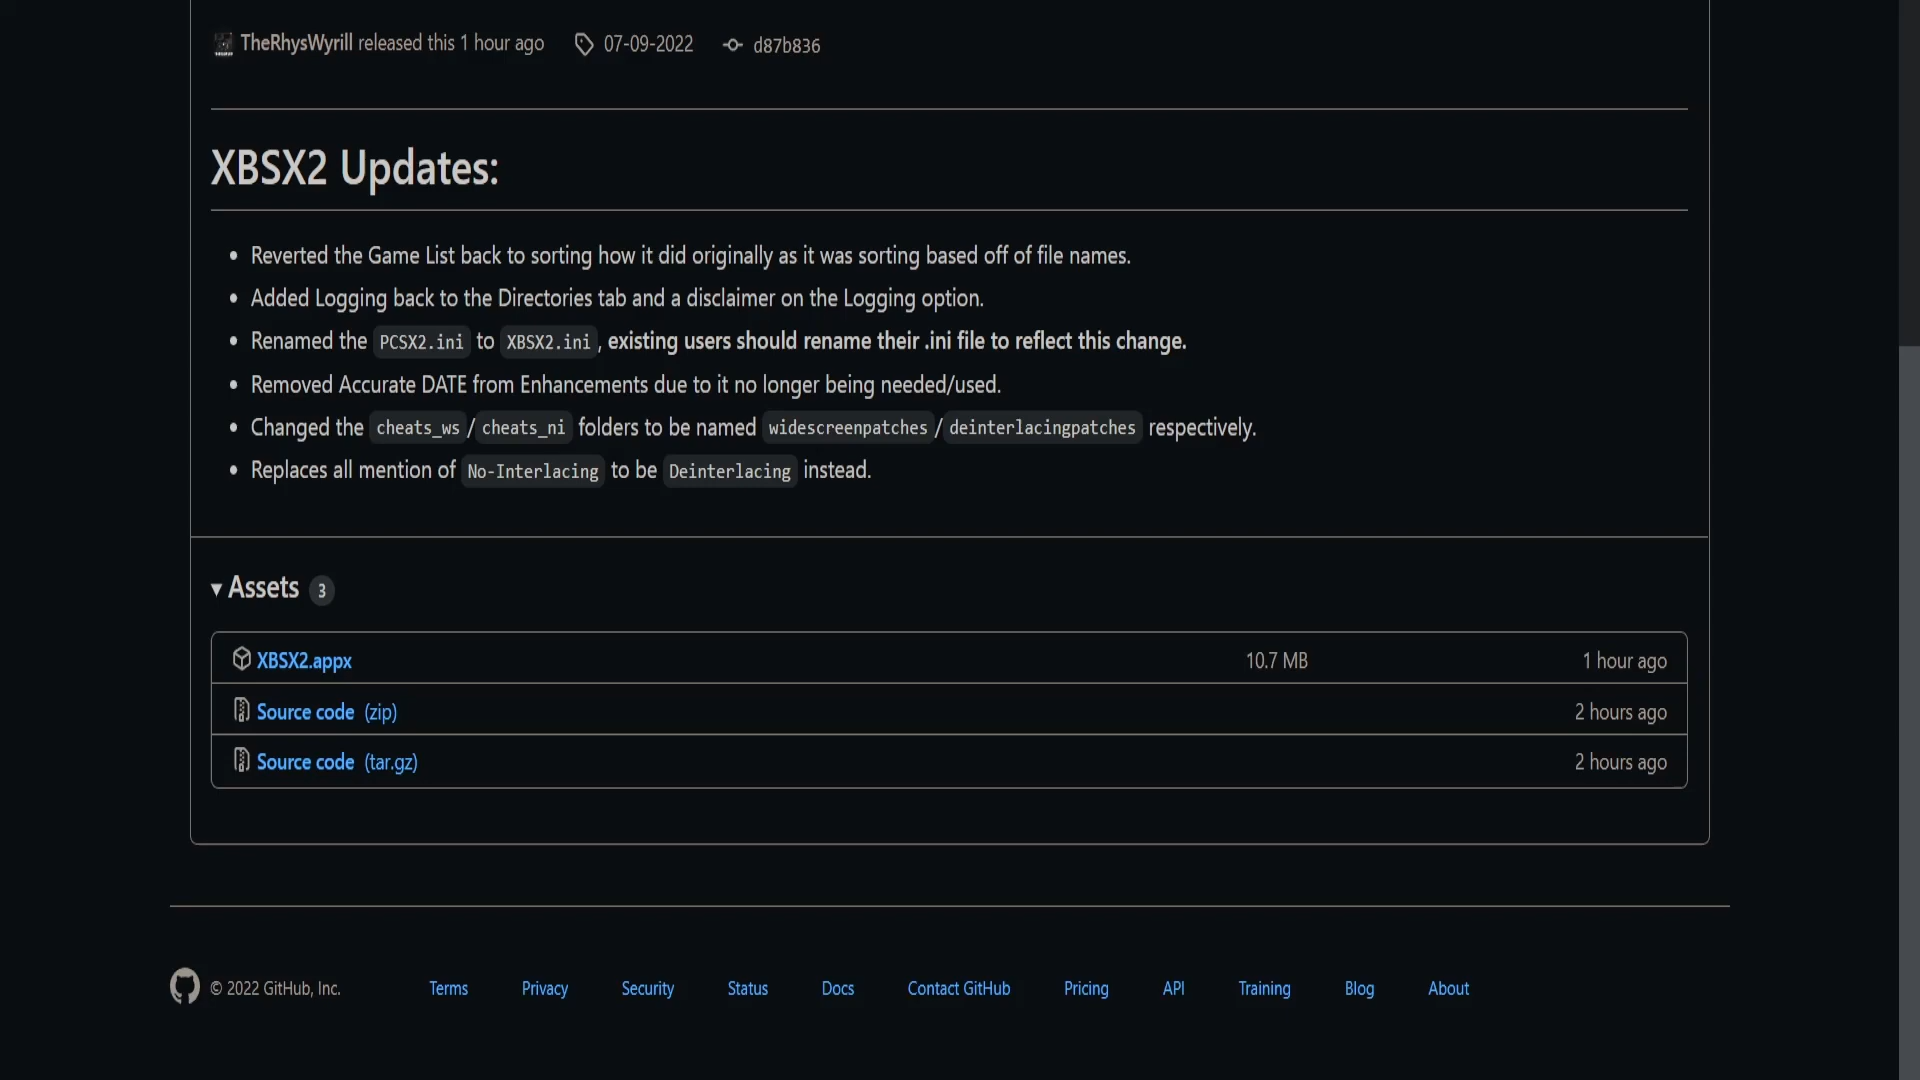 TheRhysWyrill released this 1 hour ago 07-09-2022 d87b836
XBSX2 Updates:
Reverted the Game List back to sorting how it did originally as it was sorting based off of file names.
Added Logging back to the Directories tab and a disclaimer on the Logging option.
Renamed the PCSX2.ini to XBSX2.ini, existing users should rename their .ini file to reflect this change.
Removed Accurate DATE from Enhancements due to it no longer being needed/used.
Changed the cheats_ws/cheats_ni folders to be named widescreenpatches/deinterlacingpatches respectively.
Replaces all mention of No-Interlacing to be Deinterlacing instead.
Assets 3
XBSX2.appx 10.7 MB 1 hour ago
Source code (zip) 2 hours ago
Source code (tar.gz) 2 hours ago
© 2022 GitHub, Inc. Terms Privacy Security Status Docs Contact GitHub Pricing API Training Blog About